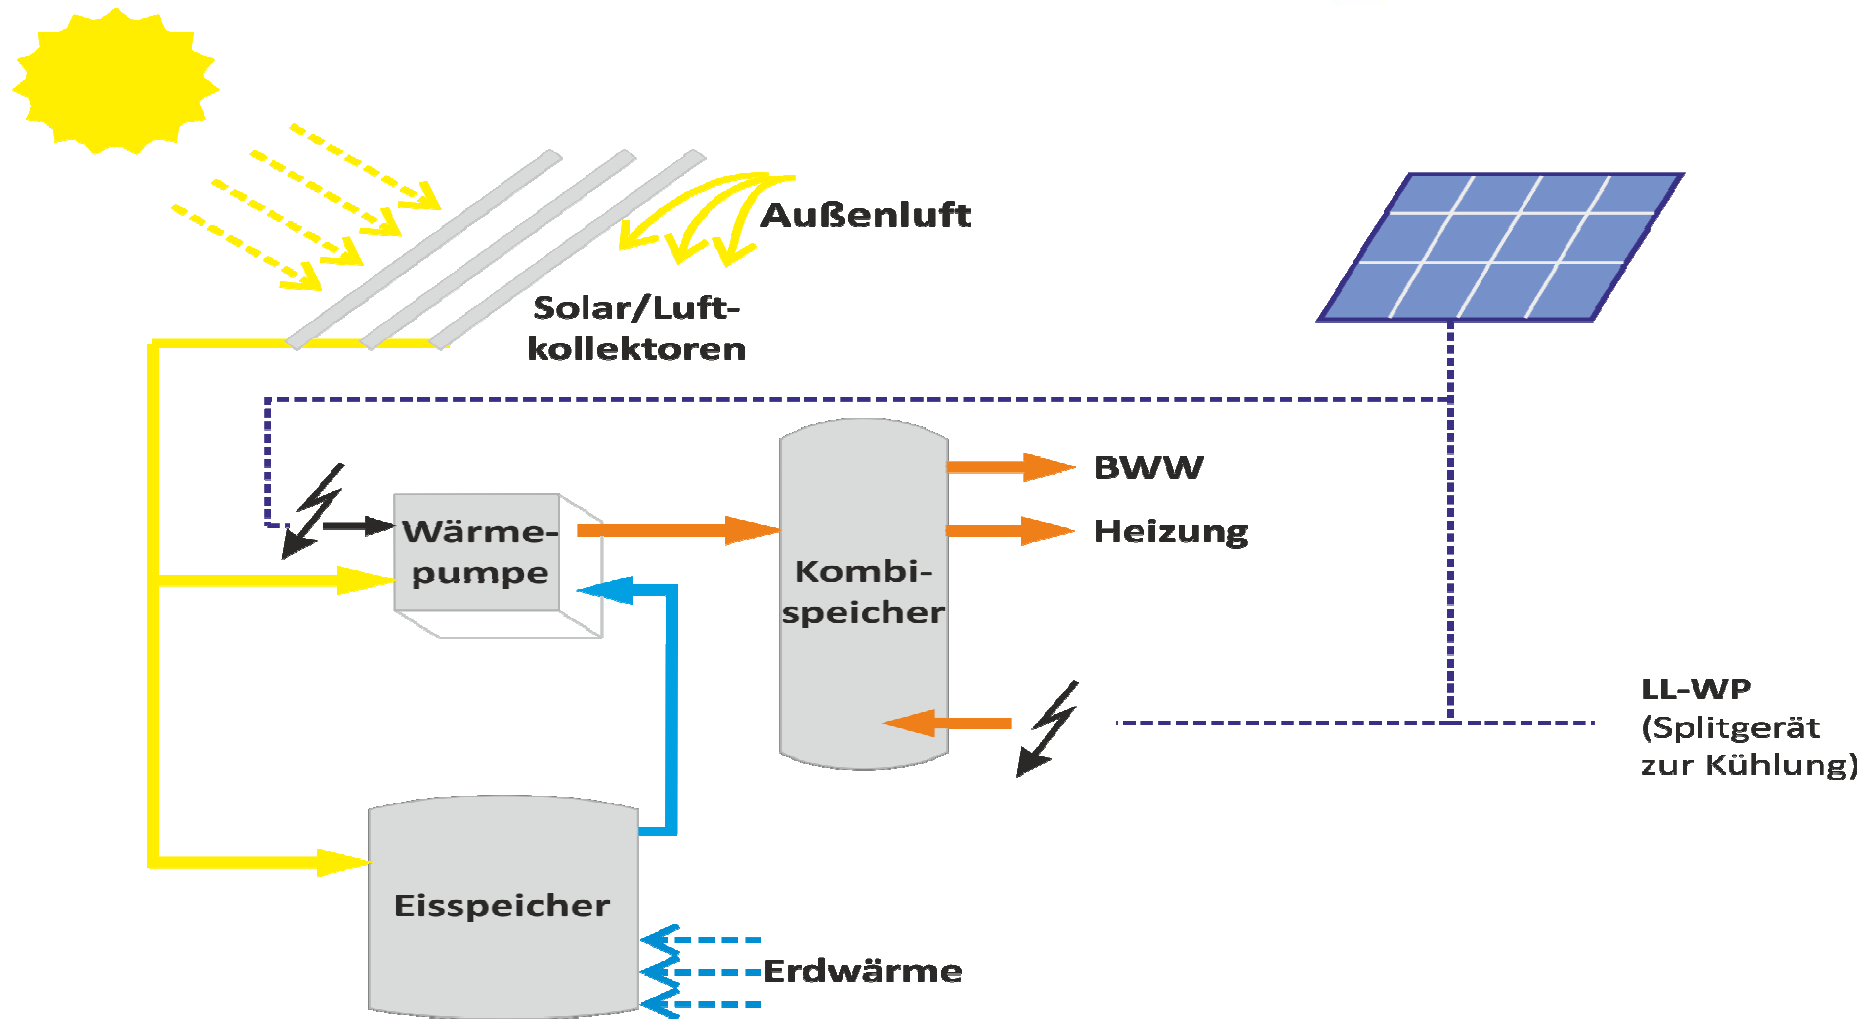 Außenluft
Solar/Luft-
kollektoren
BWW
Wärme-
pumpe
Heizung
Kombi-
speicher
LL-WP
(Splitgerät
zur Kühlung)
Eisspeicher
Erdwärme